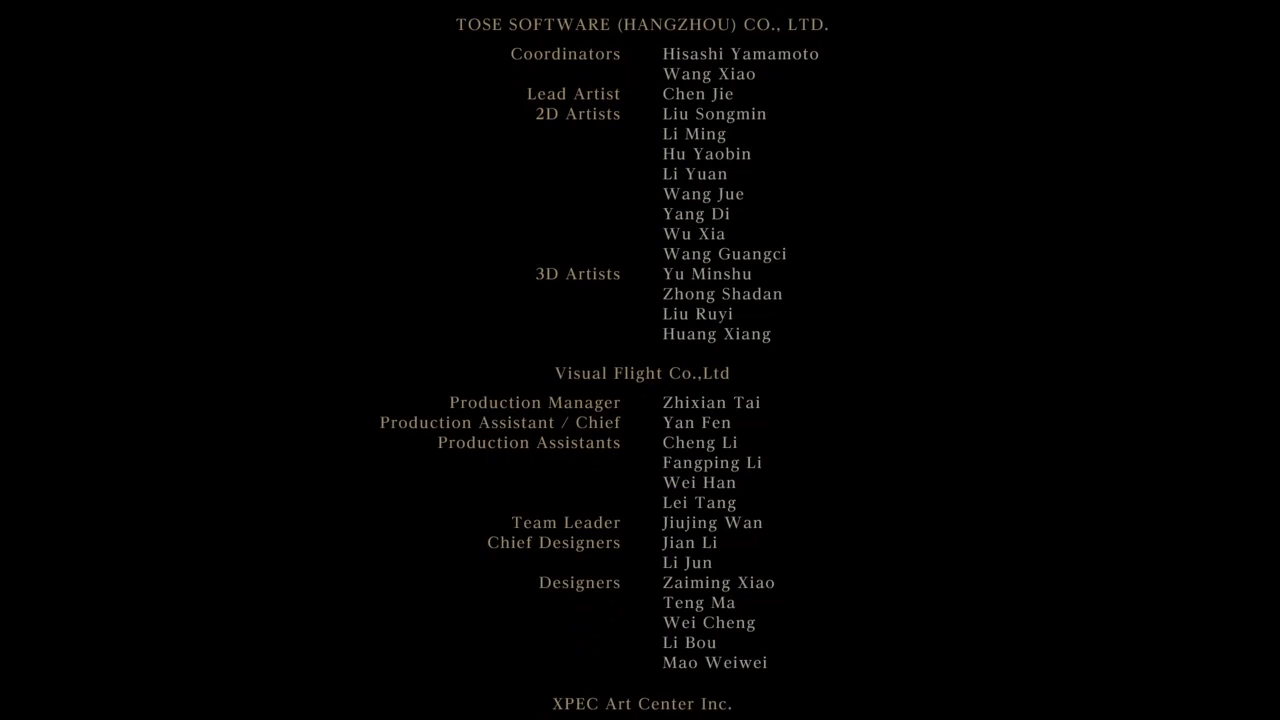 TOSE SOFTWARE (HANGZHOU) CO., LTD.
Coordinators Hisashi Yamamoto
Wang Xiao
Lead Artist Chen Jie
2D Artists Liu Songmin
Li Ming
Hu Yaobin
Li Yuan
Wang Jue
Yang Di
Wu Xia
Wang Guangci
3D Artists Yu Minshu
Zhong Shadan
Liu Ruyi
Huang Xiang
Visual Flight Co.,Ltd
Production Manager Zhixian Tai
Production Assistant / Chief Yan Fen
Production Assistants Cheng Li
Fangping Li
Wei Han
Lei Tang
Team Leader Jiujing Wan
Chief Designers Jian Li
Li Jun
Designers Zaiming Xiao
Teng Ma
Wei Cheng
Li Bou
Mao Weiwei
XPEC Art Center Inc.